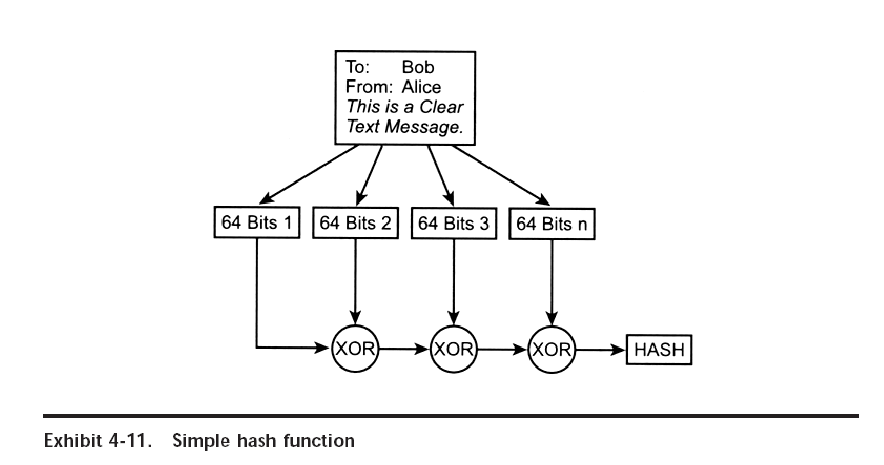 To: Bob
From: Alice
This is a Clear
Text Message.
64 Bits 1
64 Bits 2
64 Bits 3
64 Bits n
XOR
XOR
XOR
HASH
Exhibit 4-11. Simple hash function